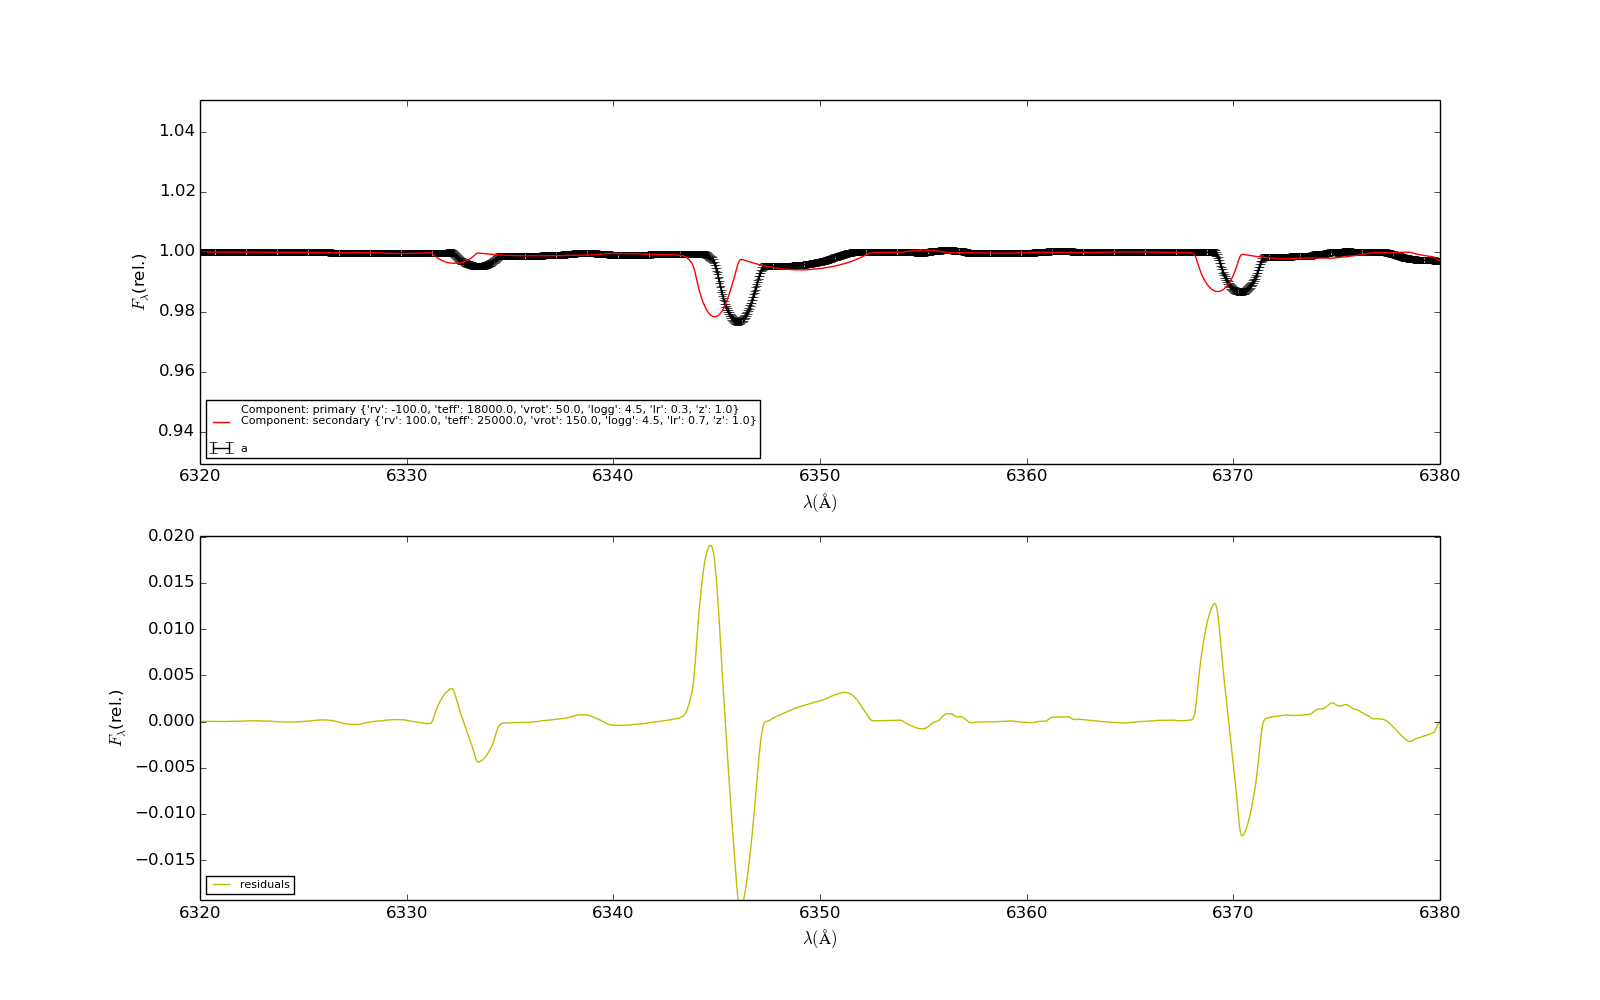 1.04
1.02
1.00
0.98
0.96
0.94
Fλ(rel.)
Component: primary {'rv': -100.0, 'teff': 18000.0, 'vrot': 50.0, 'logg': 4.5, 'lr': 0.3, 'z': 1.0}
Component: secondary {'rv': 100.0, 'teff': 25000.0, 'vrot': 150.0, 'logg': 4.5, 'lr': 0.7, 'z': 1.0}
a
6320 6330 6340 6350 6360 6370 6380
λ(Å)
0.020
0.015
0.010
0.005
0.000
−0.005
−0.010
−0.015
Fλ(rel.)
residuals
6320 6330 6340 6350 6360 6370 6380
λ(Å)